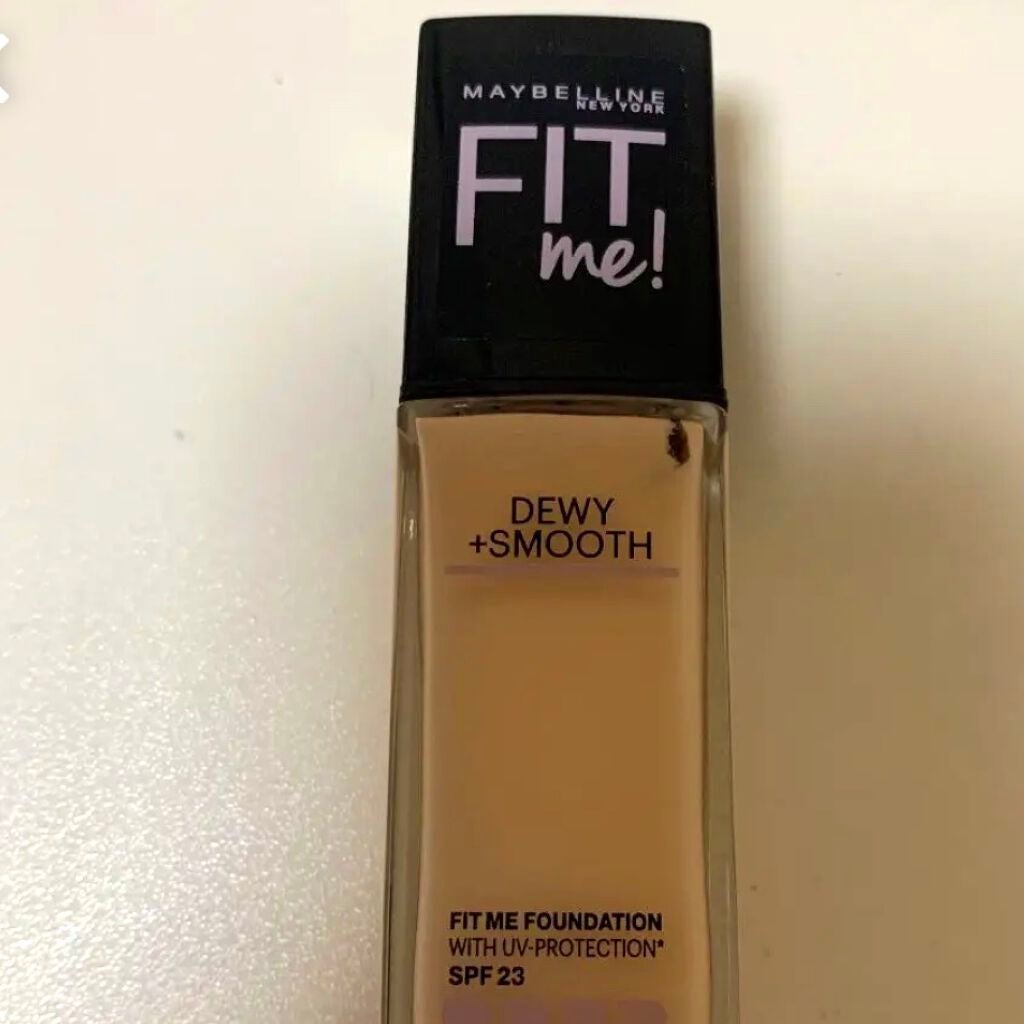 MAYBELLINE
NEW YORK
FIT
me!
DEWY
+SMOOTH
FIT ME FOUNDATION
WITH UV-PROTECTION*
SPF 23